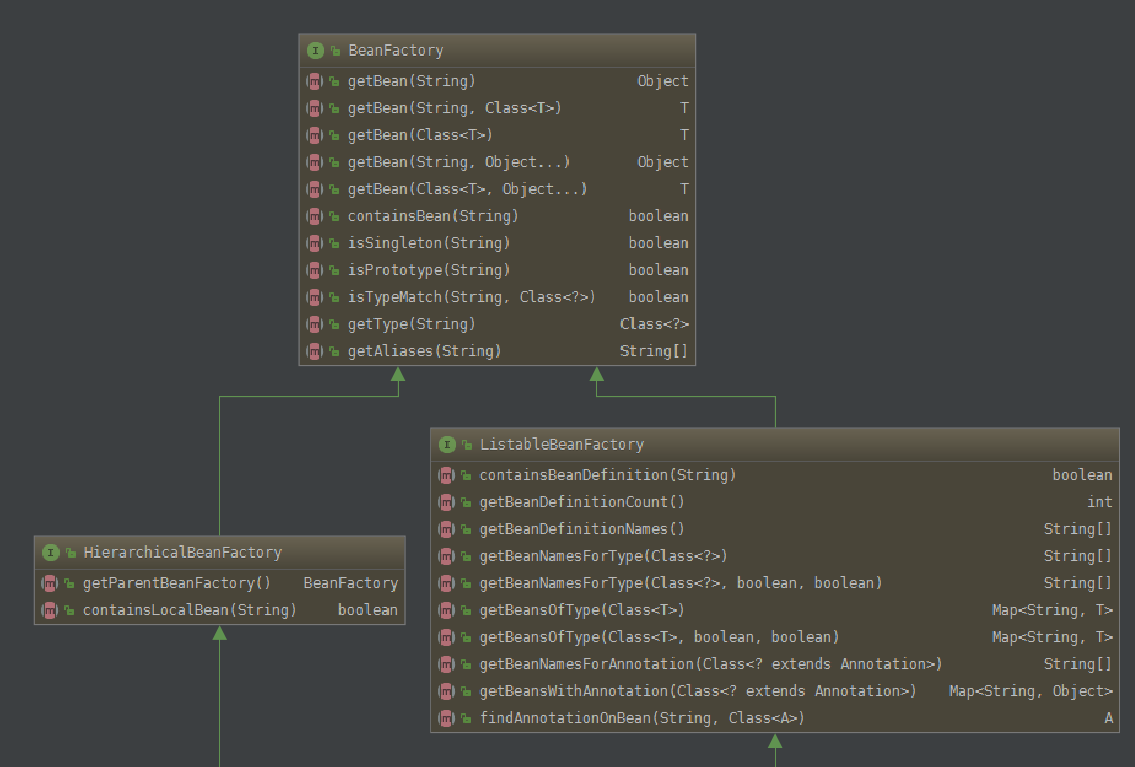 BeanFactory
getBean(String) Object
getBean(String, Class<T>) T
getBean(Class<T>) T
getBean(String, Object...) Object
getBean(Class<T>, Object...) T
containsBean(String) boolean
isSingleton(String) boolean
isPrototype(String) boolean
isTypeMatch(String, Class<?>) boolean
getType(String) Class<?>
getAliases(String) String[]
ListableBeanFactory
containsBeanDefinition(String) boolean
getBeanDefinitionCount() int
getBeanDefinitionNames() String[]
getBeanNamesForType(Class<?>) String[]
getBeanNamesForType(Class<?>, boolean, boolean) String[]
getBeansOfType(Class<T>) Map<String, T>
getBeansOfType(Class<T>, boolean, boolean) Map<String, T>
getBeanNamesForAnnotation(Class<? extends Annotation>) String[]
getBeansWithAnnotation(Class<? extends Annotation>) Map<String, Object>
findAnnotationOnBean(String, Class<A>) A
HierarchicalBeanFactory
getParentBeanFactory() BeanFactory
containsLocalBean(String) boolean